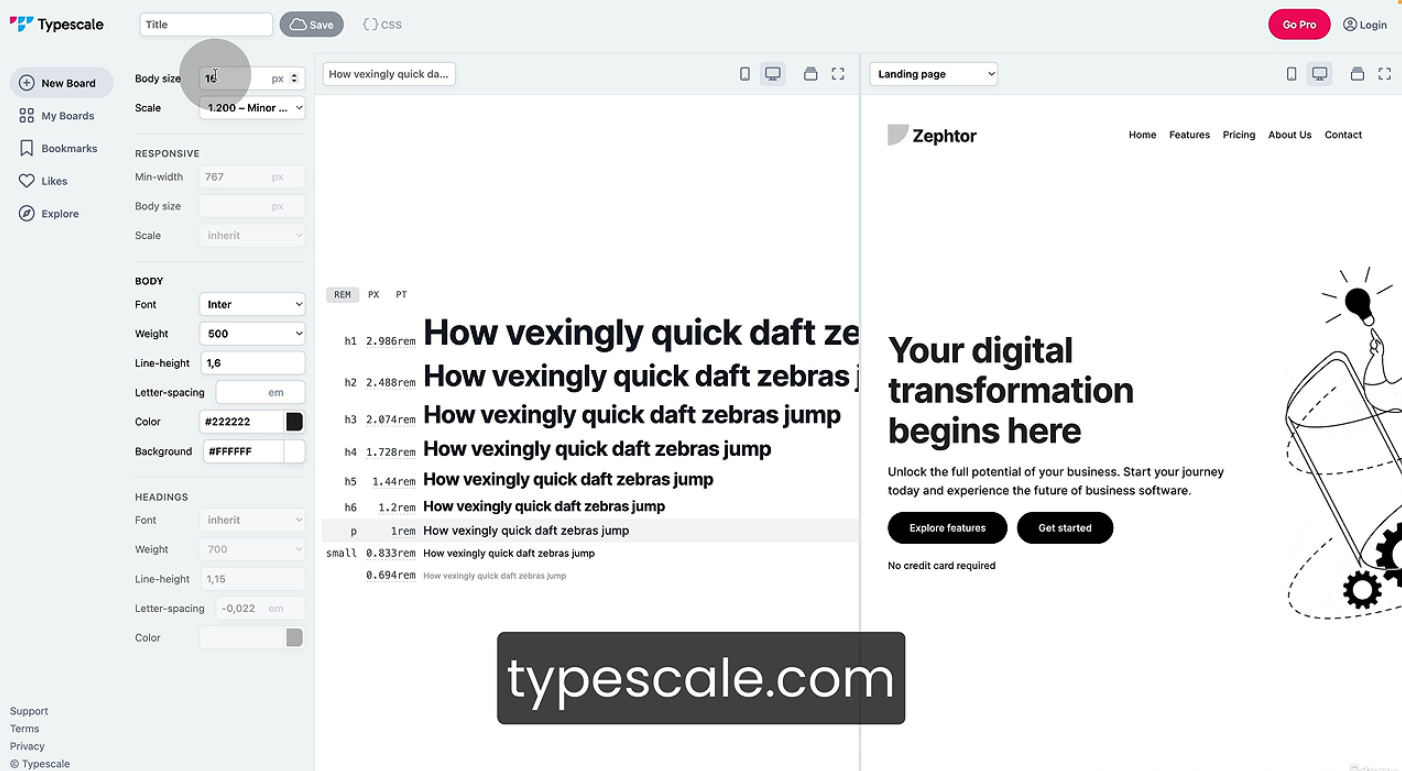 Typescale
Title
Save
{ } CSS
Go Pro
Login
New Board
My Boards
Bookmarks
Likes
Explore
Body size 16 px
Scale 1.200 – Minor ...
RESPONSIVE
Min-width 767 px
Body size px
Scale inherit
BODY
Font Inter
Weight 500
Line-height 1,6
Letter-spacing em
Color #222222
Background #FFFFFF
HEADINGS
Font inherit
Weight 700
Line-height 1,15
Letter-spacing -0,022 em
Color
Support
Terms
Privacy
© Typescale
How vexingly quick da...
REM PX PT
h1 2.986rem How vexingly quick daft ze
h2 2.488rem How vexingly quick daft zebras j
h3 2.074rem How vexingly quick daft zebras jump
h4 1.728rem How vexingly quick daft zebras jump
h5 1.44rem How vexingly quick daft zebras jump
h6 1.2rem How vexingly quick daft zebras jump
p 1rem How vexingly quick daft zebras jump
small 0.833rem How vexingly quick daft zebras jump
0.694rem How vexingly quick daft zebras jump
Landing page
Zephtor
Home Features Pricing About Us Contact
Your digital
transformation
begins here
Unlock the full potential of your business. Start your journey
today and experience the future of business software.
Explore features
Get started
No credit card required
typescale.com